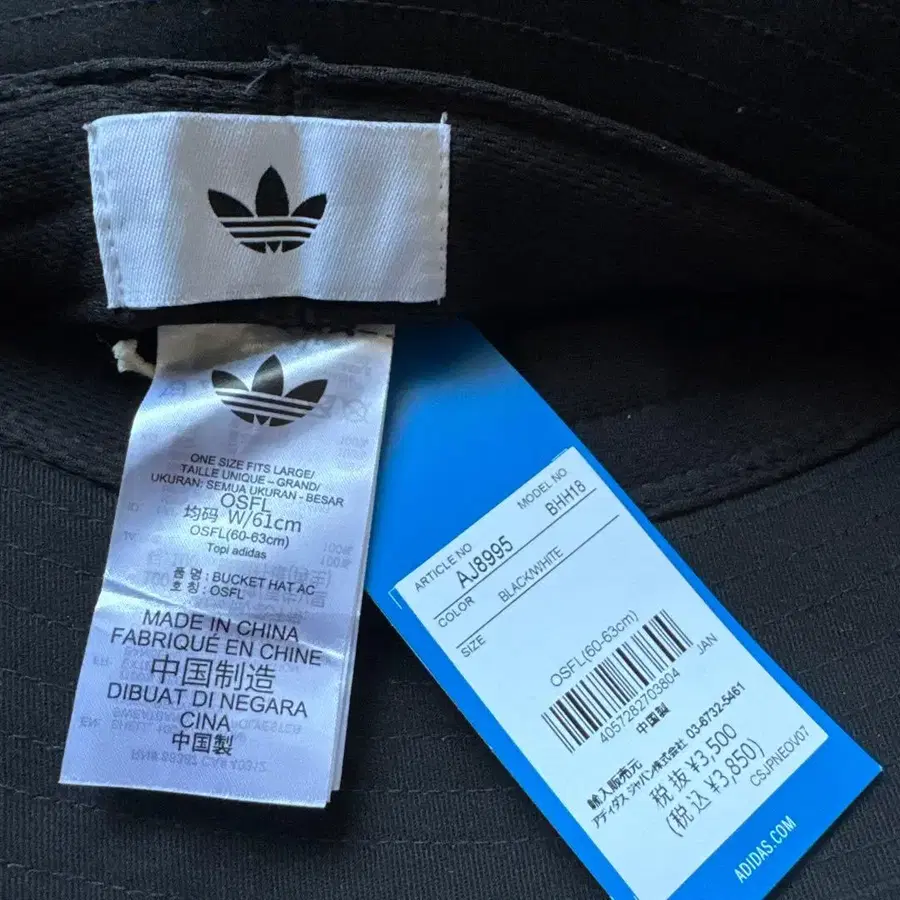 ONE SIZE FITS LARGE/
TAILLE UNIQUE – GRAND/
UKURAN: SEMUA UKURAN - BESAR
OSFL
均码 W/61cm
OSFL(60-63cm)
Topi adidas
품 명 : BUCKET HAT AC
호 칭 : OSFL
MADE IN CHINA
FABRIQUÉ EN CHINE
中国制造
DIBUAT DI NEGARA
CINA
中国製
ARTICLE NO MODEL NO
AJ8995 BHH18
COLOR BLACK/WHITE
SIZE
OSFL(60-63cm)
JAN
4057282703804
中国製
輸入販売元
アディダス ジャパン株式会社 03-6732-5461
税 抜 ¥3,500
(税 込 ¥3,850)
CSJPNEOV07
ADIDAS.COM